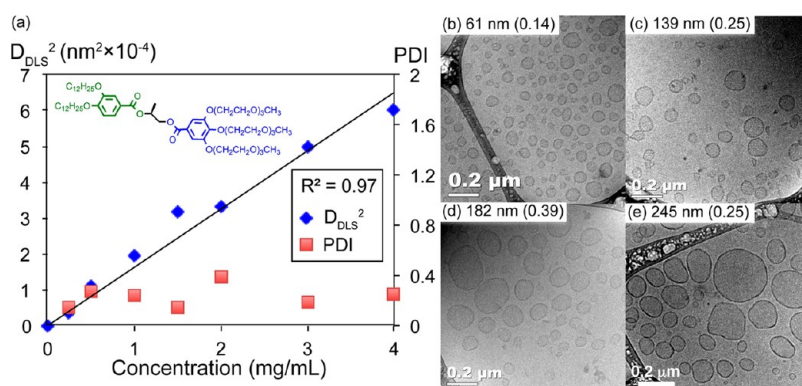 (a)
D_DLS² (nm²×10⁻⁴)
PDI
7
6
5
4
3
2
1
0
2
1.6
1.2
0.8
0.4
0
C₁₂H₂₅O
C₁₂H₂₅O
O
O
O
O
O(CH₂CH₂O)₃CH₃
O(CH₂CH₂O)₃CH₃
O(CH₂CH₂O)₃CH₃
R² = 0.97
D_DLS²
PDI
0 1 2 3 4
Concentration (mg/mL)
(b) 61 nm (0.14)
0.2 μm
(c) 139 nm (0.25)
0.2 μm
(d) 182 nm (0.39)
0.2 μm
(e) 245 nm (0.25)
0.2 μm